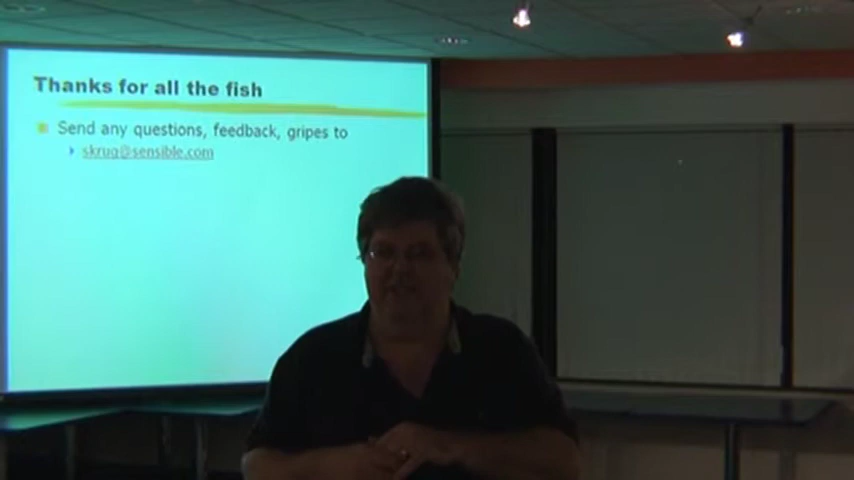 Thanks for all the fish
Send any questions, feedback, gripes to
skrug@sensible.com